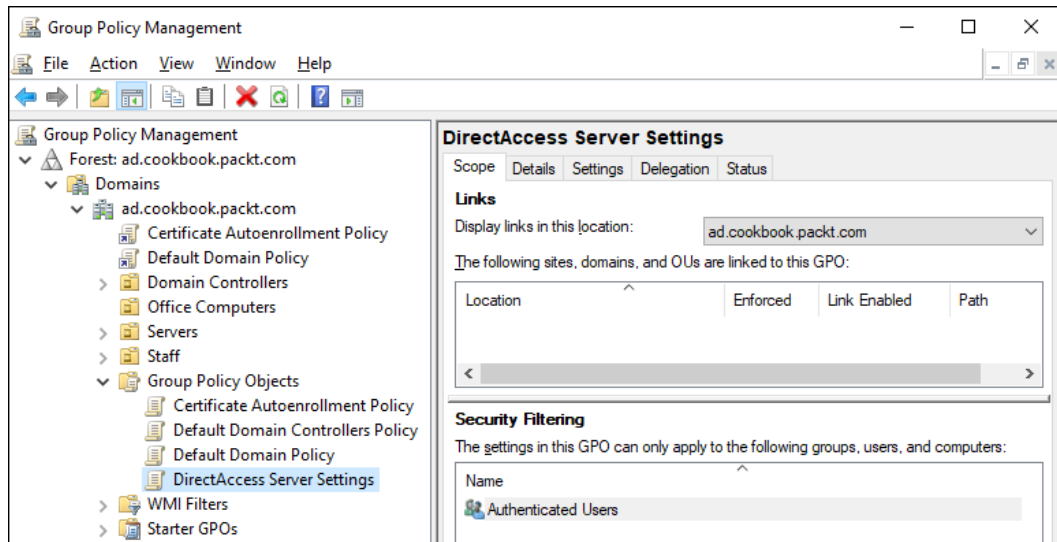 Group Policy Management
File Action View Window Help
Group Policy Management
Forest: ad.cookbook.packt.com
Domains
ad.cookbook.packt.com
Certificate Autoenrollment Policy
Default Domain Policy
Domain Controllers
Office Computers
Servers
Staff
Group Policy Objects
Certificate Autoenrollment Policy
Default Domain Controllers Policy
Default Domain Policy
DirectAccess Server Settings
WMI Filters
Starter GPOs
DirectAccess Server Settings
Scope Details Settings Delegation Status
Links
Display links in this location: ad.cookbook.packt.com
The following sites, domains, and OUs are linked to this GPO:
Location Enforced Link Enabled Path
Security Filtering
The settings in this GPO can only apply to the following groups, users, and computers:
Name
Authenticated Users